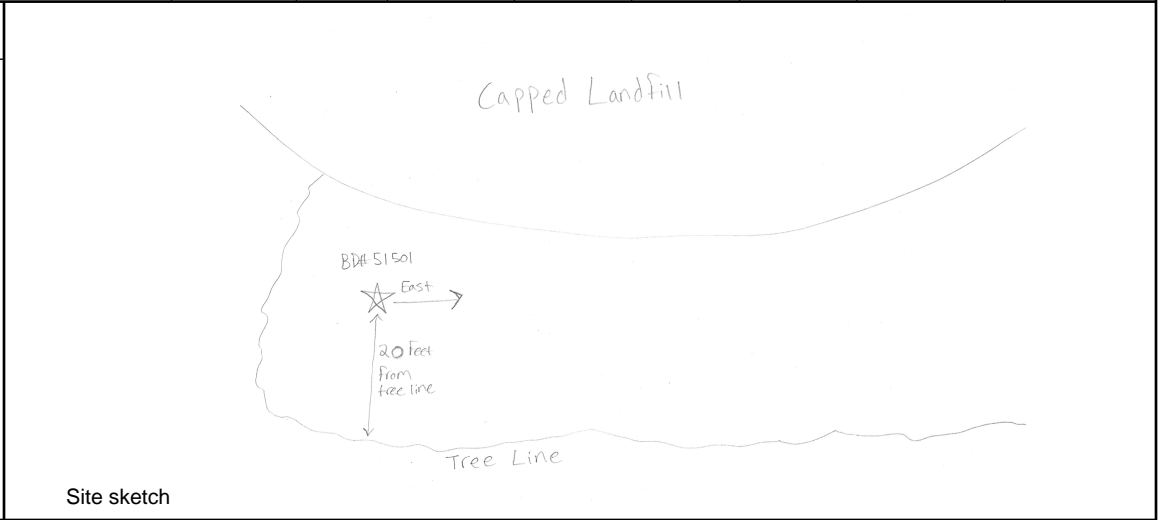 Capped Landfill
BD# 51501
East
20 Feet
From
tree line
Tree Line
Site sketch